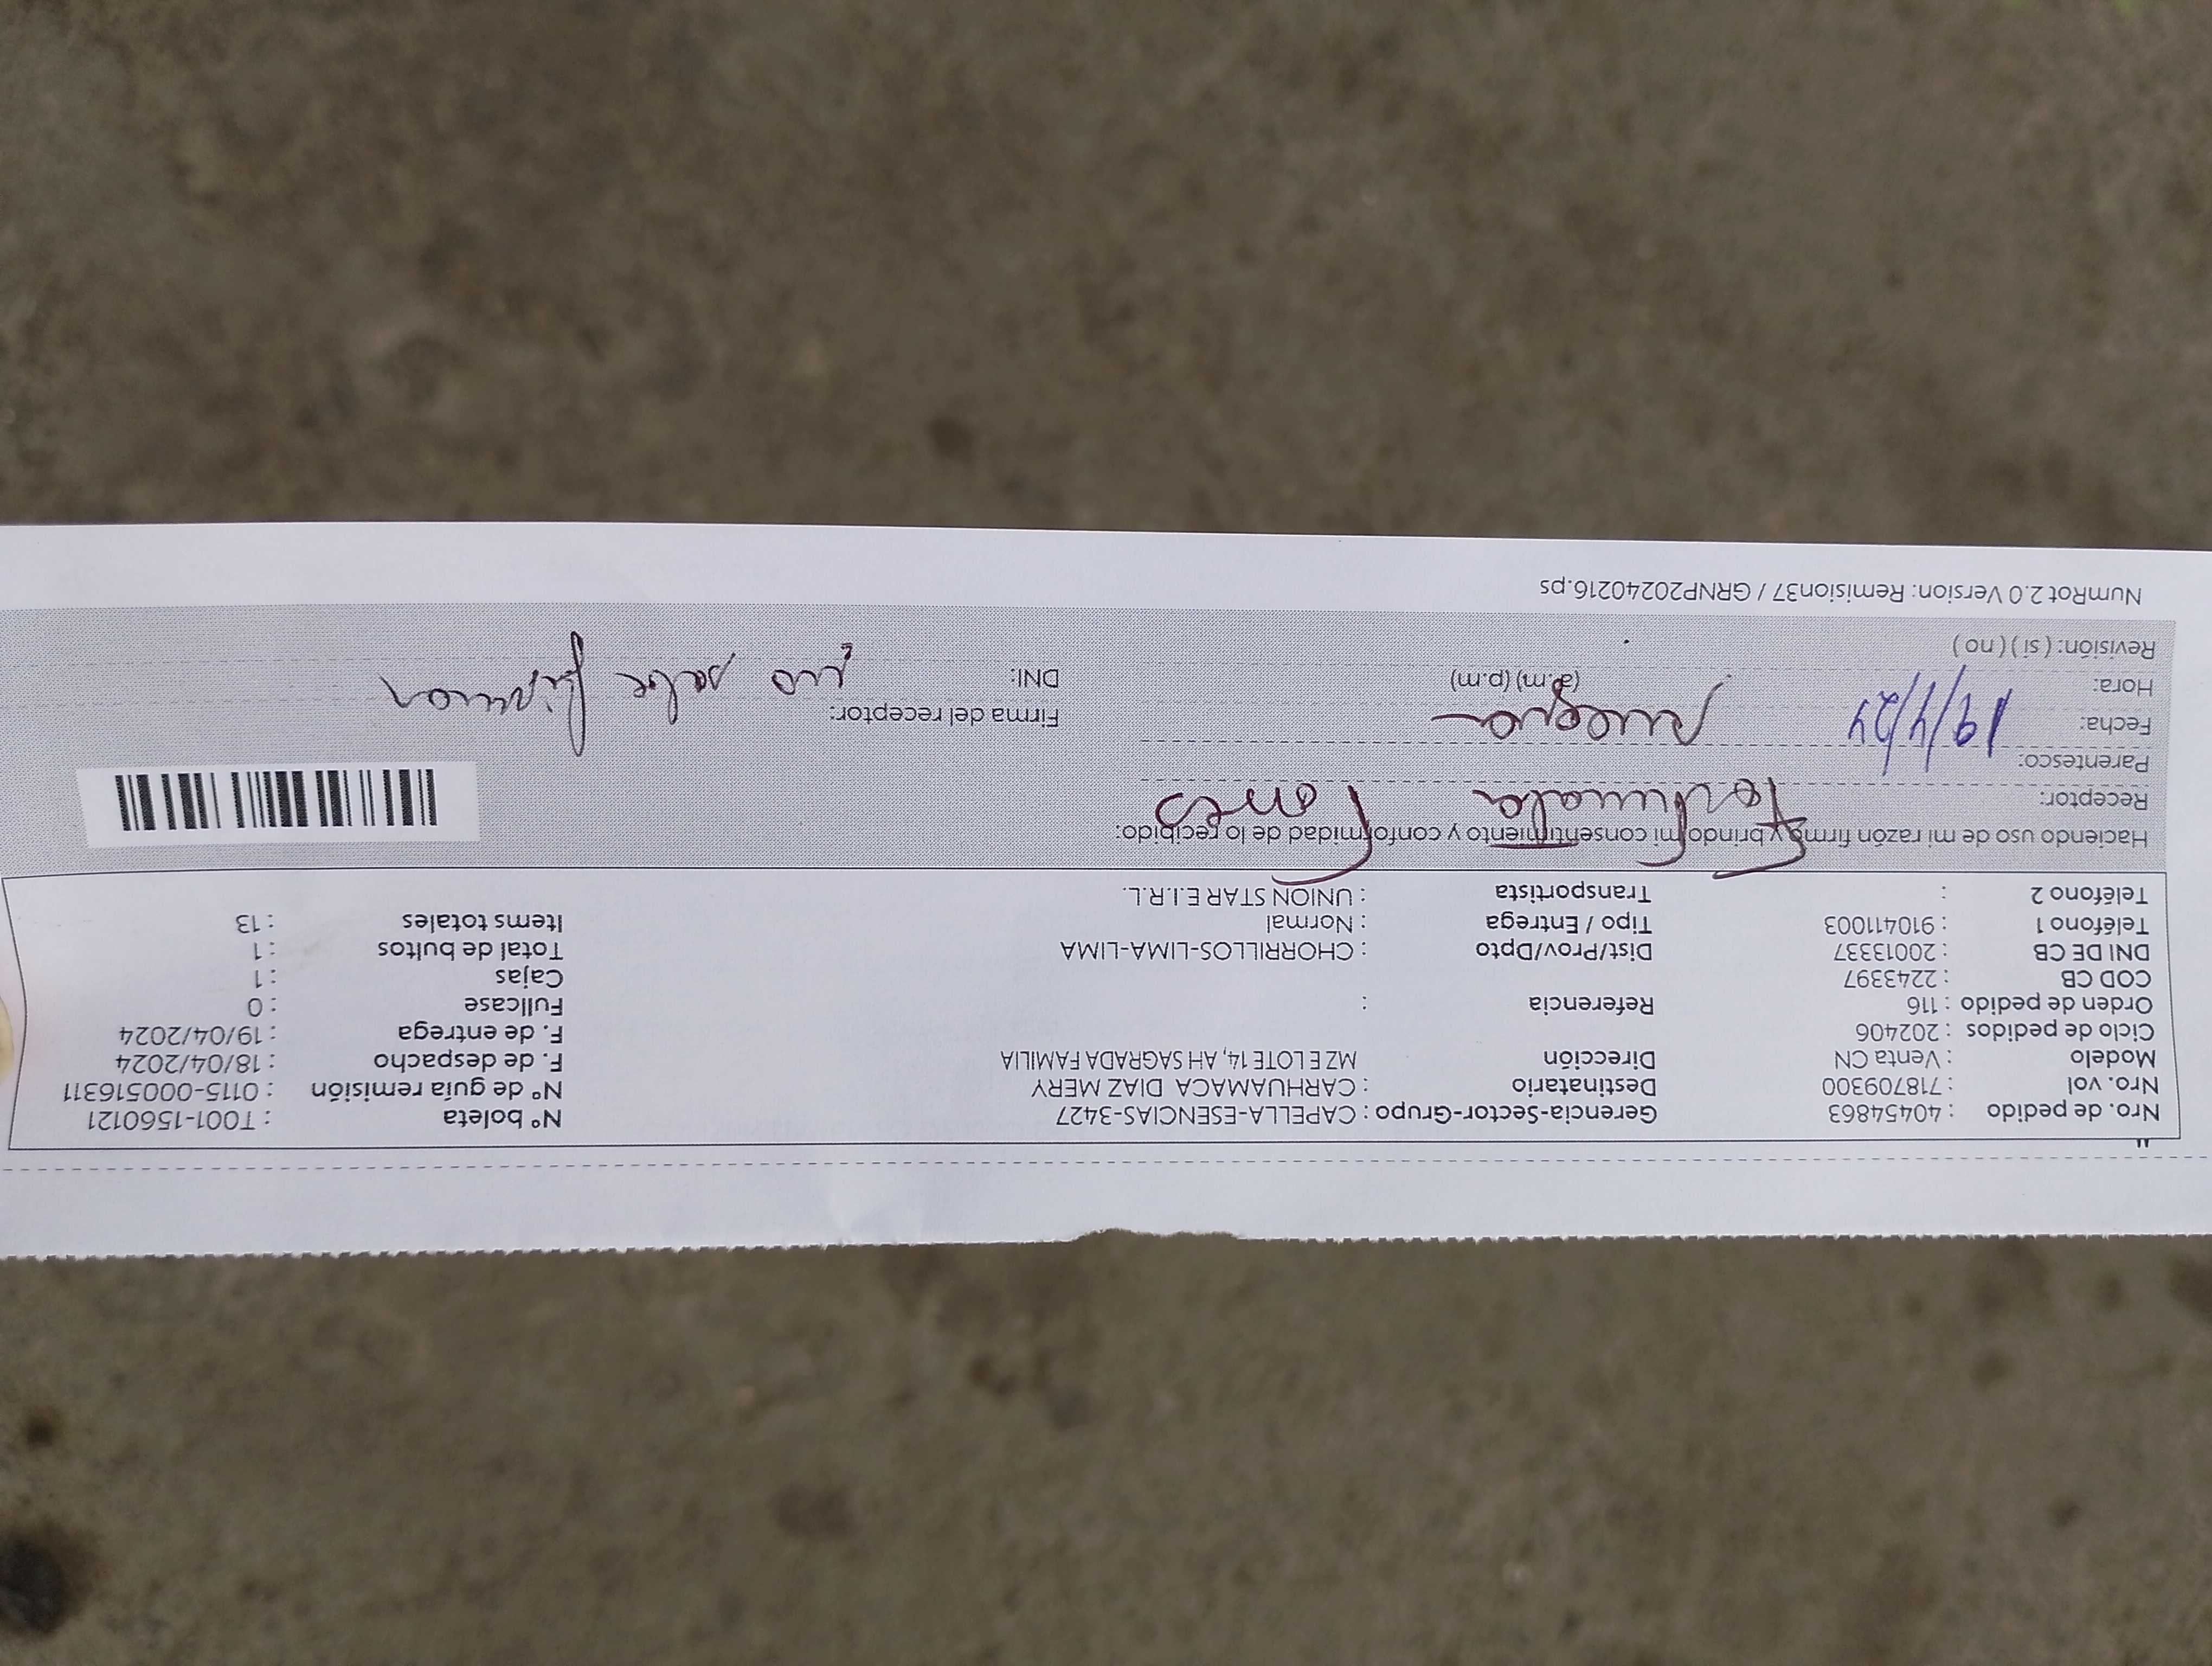 Nro. de pedido : 40454863 Gerencia-Sector-Grupo : CAPELLA-ESENCIAS-3427 N° boleta : T001-1560121
Nro. vol : 718709300 Destinatario : CARHUAMACA DIAZ MERY N° de guía remisión : 0115-000516311
Modelo : Venta CN Dirección MZ E LOTE 14, AH SAGRADA FAMILIA F. de despacho : 18/04/2024
Ciclo de pedidos : 202406 F. de entrega : 19/04/2024
Orden de pedido : 116 Referencia : Fullcase : 0
COD CB : 2243397 Cajas : 1
DNI DE CB : 20013337 Dist/Prov/Dpto : CHORRILLOS-LIMA-LIMA Total de bultos : 1
Teléfono 1 : 910411003 Tipo / Entrega : Normal Items totales : 13
Teléfono 2 : Transportista : UNION STAR E.I.R.L.
Haciendo uso de mi razón firmo y brindo mi consentimiento y conformidad de lo recibido:
Receptor: Fortunata Torres
Parentesco: suegra
Fecha: 19/4/24 Firma del receptor: no sabe firmar
Hora: (a.m) (p.m) DNI:
Revisión: ( si ) ( no )
NumRot 2.0 Version: Remision37 / GRNP20240216.ps